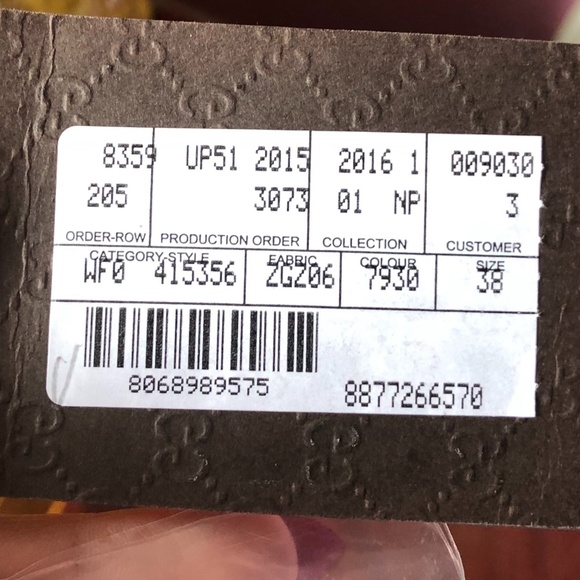 8359 UP51 2015 2016 1 009030
205 3073 01 NP 3
ORDER-ROW PRODUCTION ORDER COLLECTION CUSTOMER
CATEGORY-STYLE FABRIC COLOUR SIZE
WF0 415356 ZGZ06 7930 38
8068989575 8877266570